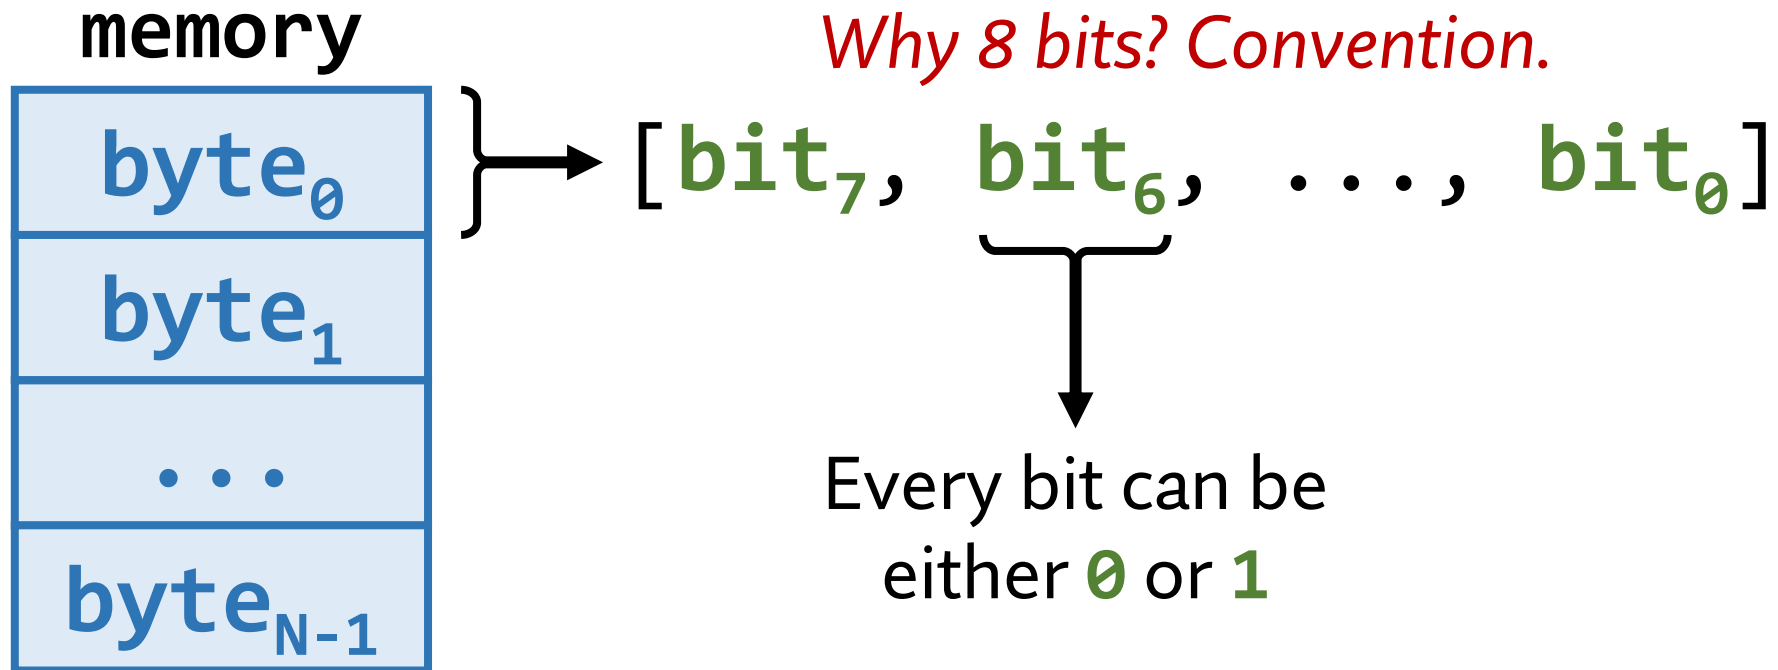 memory
Why 8 bits? Convention.
byte0
[bit7, bit6, ..., bit0]
byte1
...
byteN-1
Every bit can be
either 0 or 1